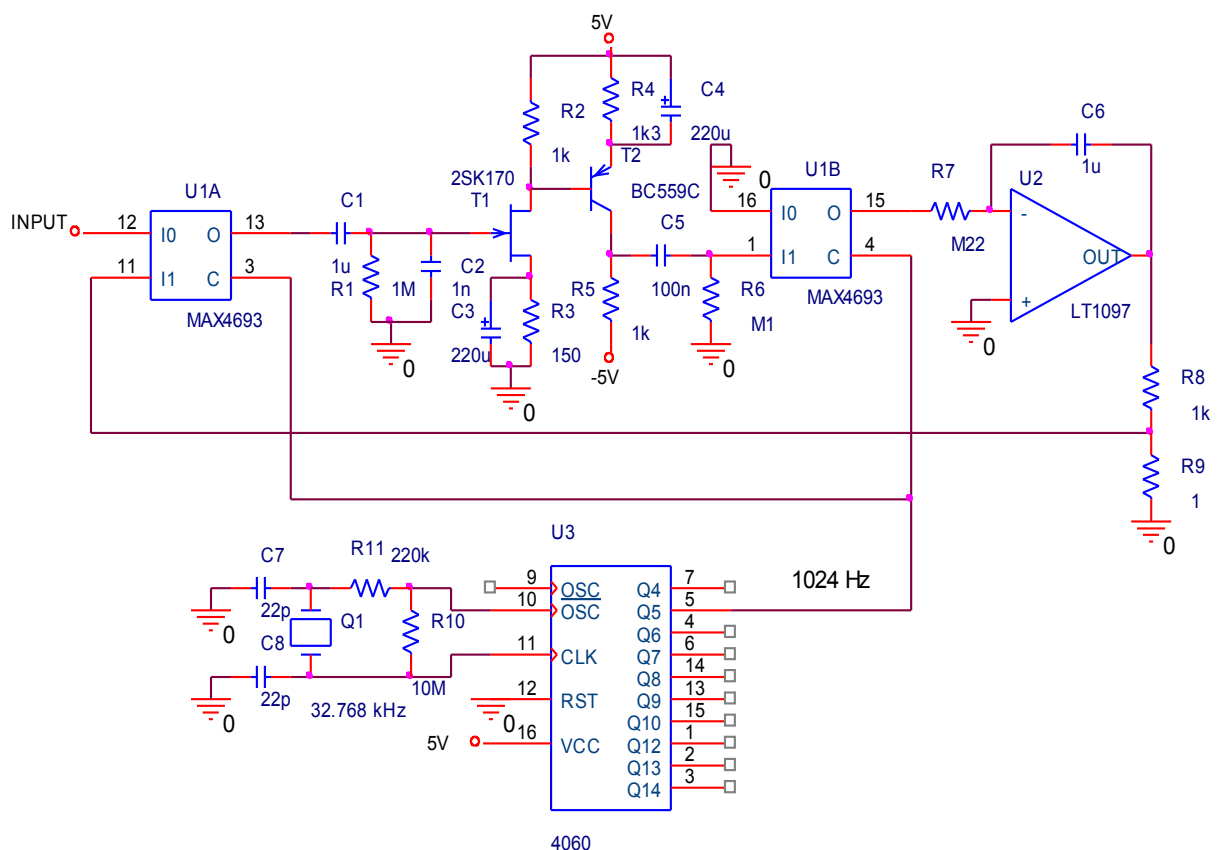 5V
R2
1k
R4
1k3
C4
220u
T2
BC559C
2SK170
T1
U1A
INPUT
12
11
I0
I1
O
C
13
3
MAX4693
C1
1u
R1
1M
C2
1n
C3
220u
R3
150
0
0
R5
1k
-5V
C5
100n
R6
M1
0
0
U1B
16
1
I0
I1
O
C
15
4
MAX4693
R7
M22
C6
1u
U2
-
+
OUT
LT1097
0
R8
1k
R9
1
0
U3
1024 Hz
C7
22p
0
R11
220k
Q1
R10
10M
C8
22p
0
32.768 kHz
0
5V
9
OSC
10
OSC
11
CLK
12
RST
16
VCC
Q4
7
Q5
5
Q6
4
Q7
6
Q8
14
Q9
13
Q10
15
Q12
1
Q13
2
Q14
3
4060